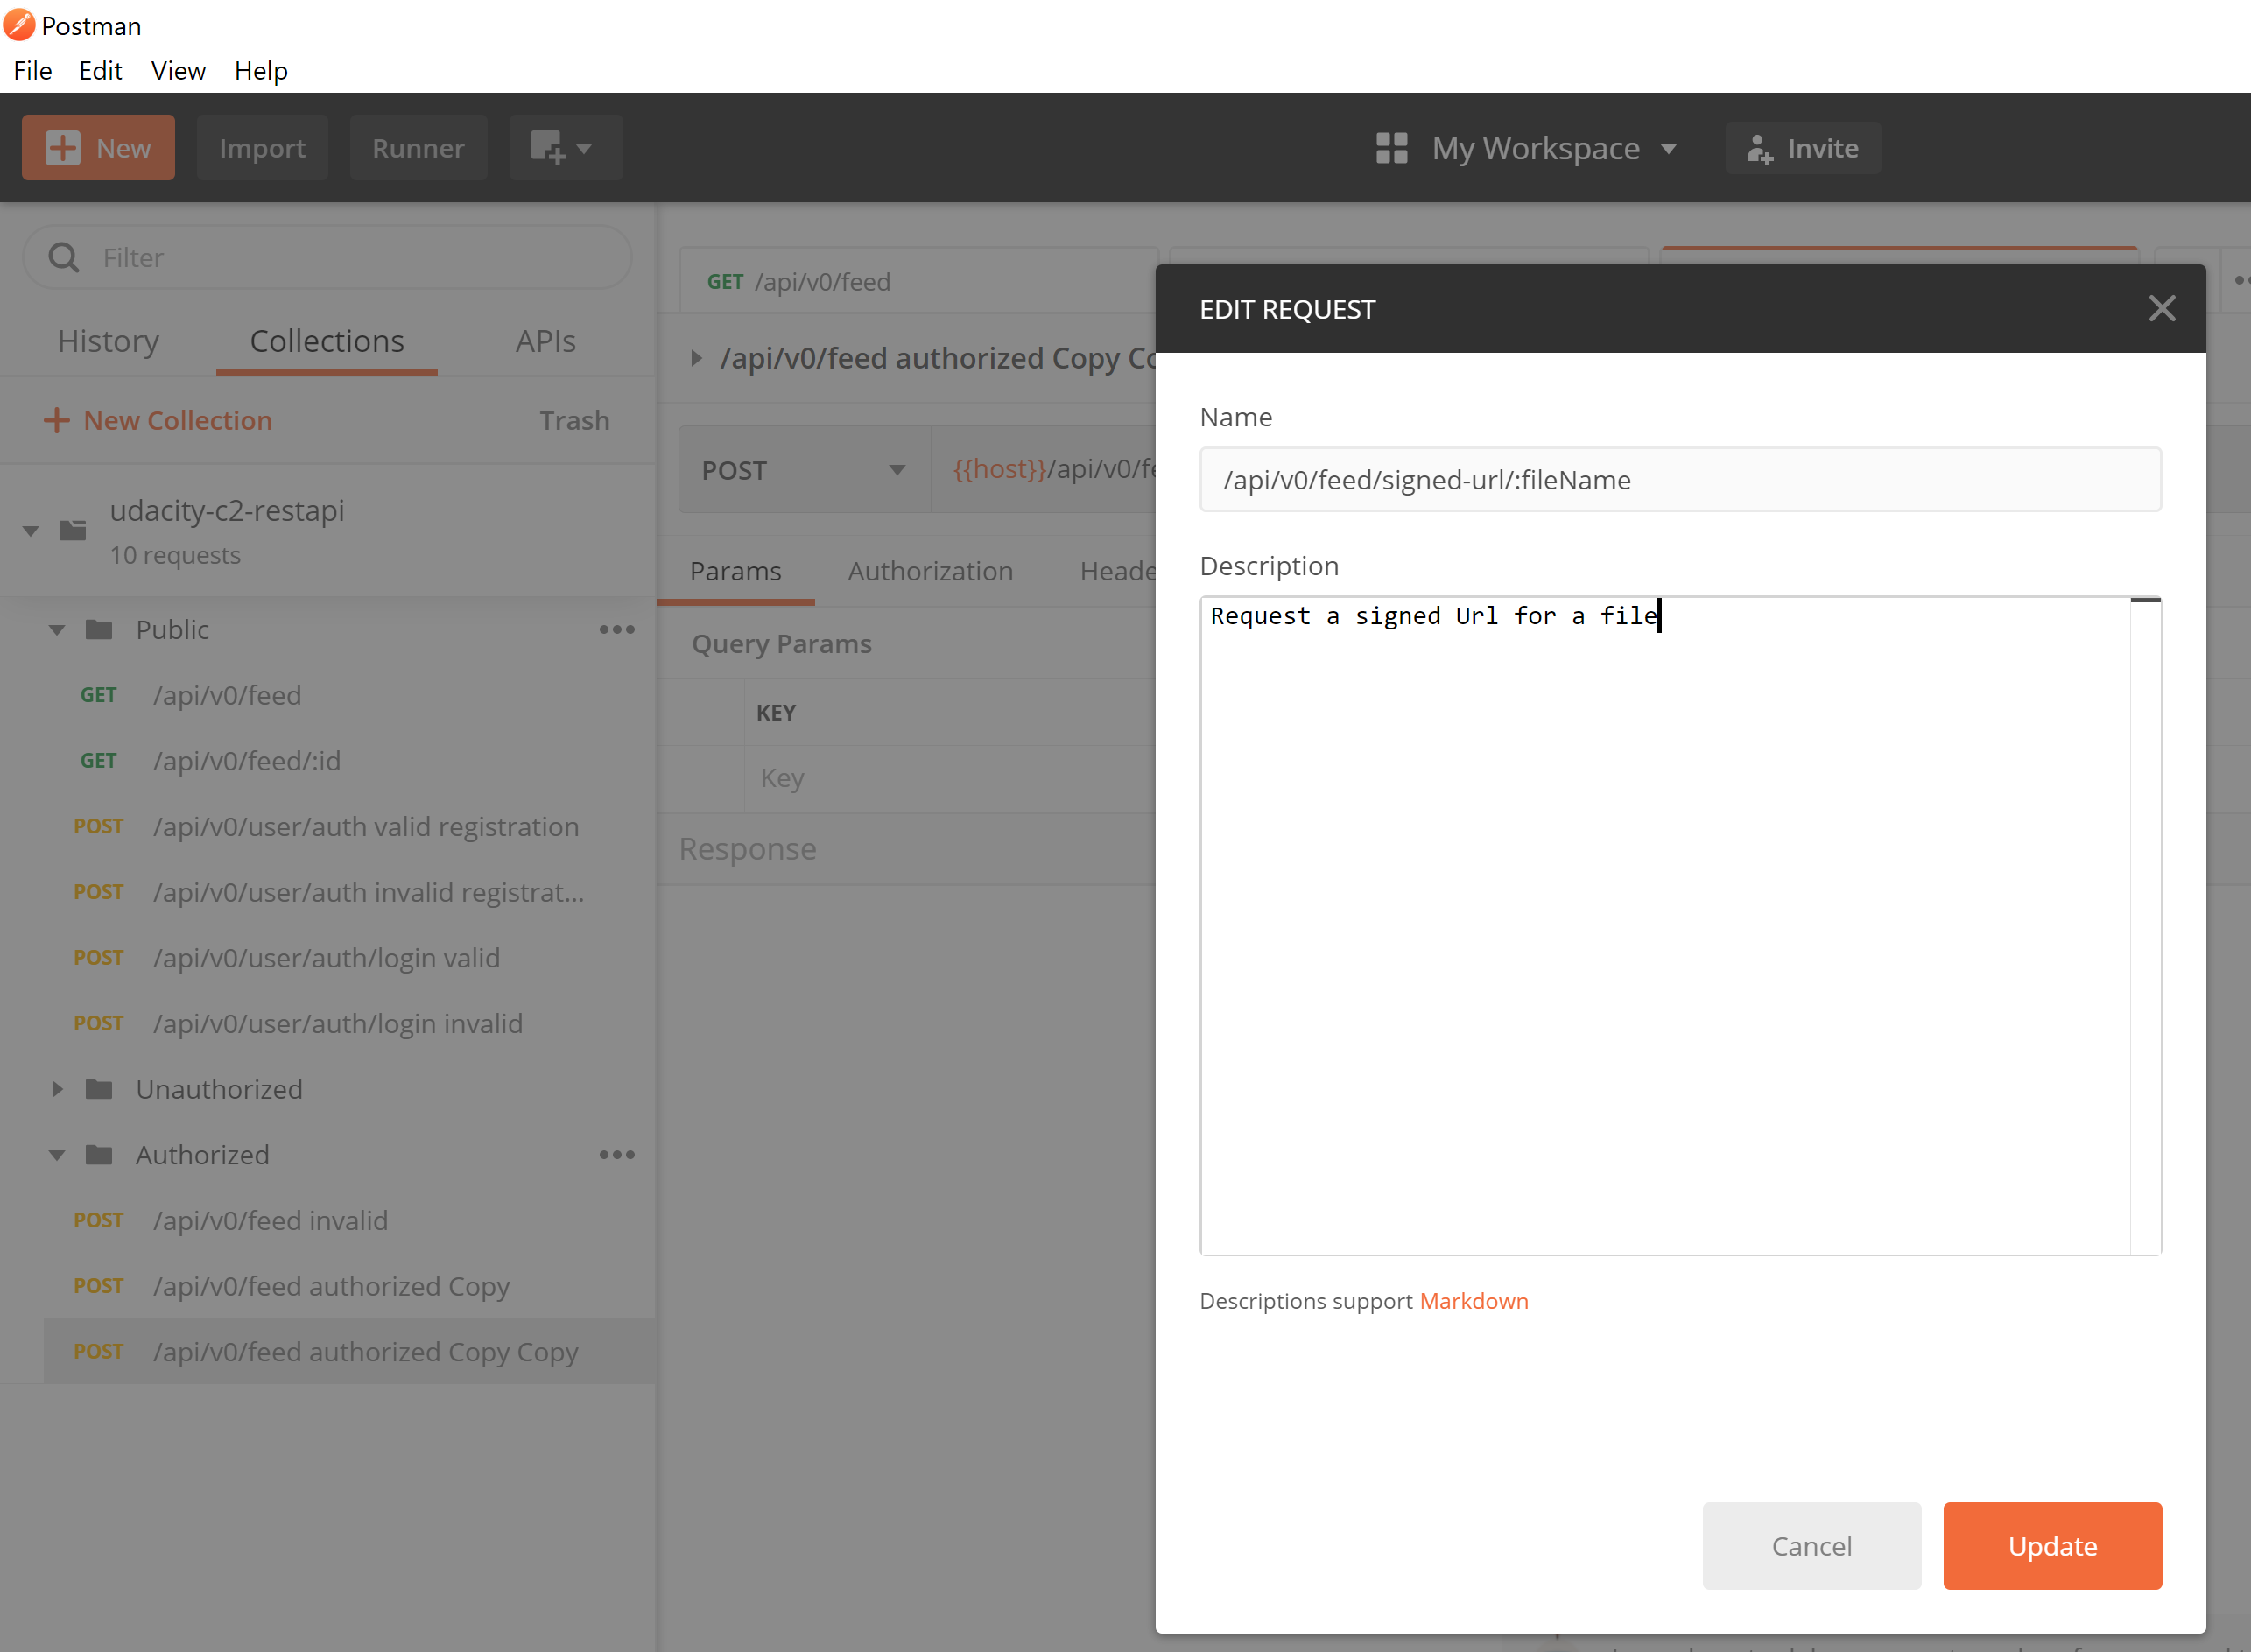 Postman
File Edit View Help
New Import Runner My Workspace Invite
Filter
History Collections APIs
New Collection Trash
udacity-c2-restapi
10 requests
Public
GET /api/v0/feed
GET /api/v0/feed/:id
POST /api/v0/user/auth valid registration
POST /api/v0/user/auth invalid registrat...
POST /api/v0/user/auth/login valid
POST /api/v0/user/auth/login invalid
Unauthorized
Authorized
POST /api/v0/feed invalid
POST /api/v0/feed authorized Copy
POST /api/v0/feed authorized Copy Copy
GET /api/v0/feed
/api/v0/feed authorized Copy Co
POST {{host}}/api/v0/fe
Params Authorization Heade
Query Params
KEY
Key
Response
EDIT REQUEST
Name
/api/v0/feed/signed-url/:fileName
Description
Request a signed Url for a file
Descriptions support Markdown
Cancel Update